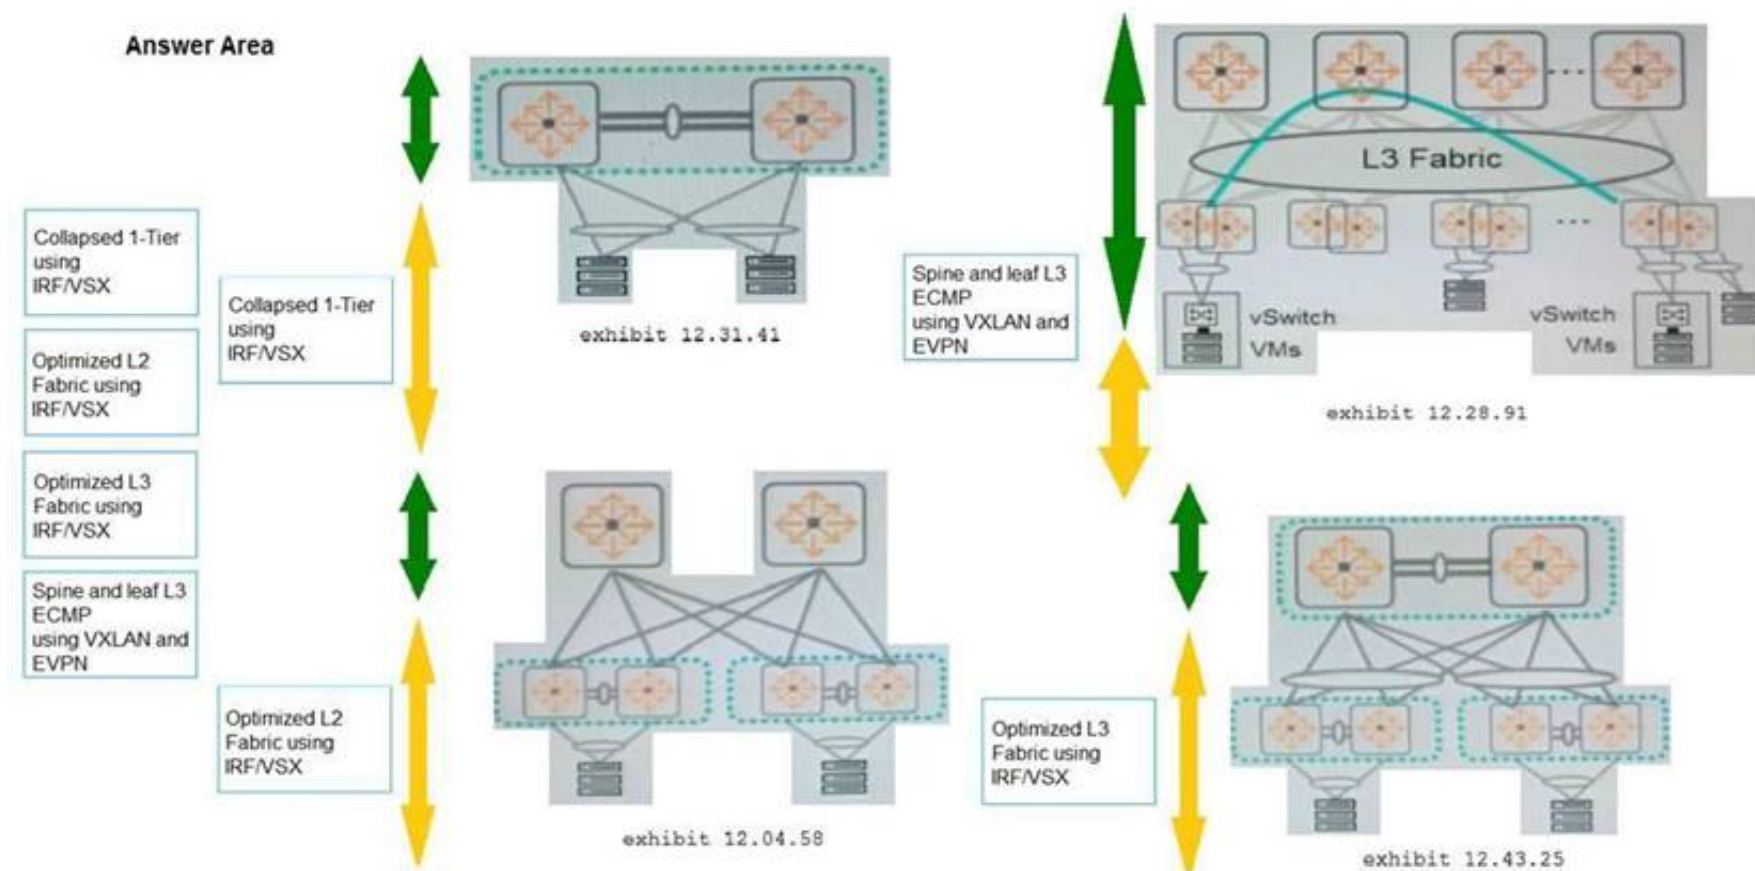 Answer Area
Collapsed 1-Tier
using
IRF/VSX
Optimized L2
Fabric using
IRF/VSX
Optimized L3
Fabric using
IRF/VSX
Spine and leaf L3
ECMP
using VXLAN and
EVPN
Collapsed 1-Tier
using
IRF/VSX
exhibit 12.31.41
Optimized L2
Fabric using
IRF/VSX
exhibit 12.04.58
Spine and leaf L3
ECMP
using VXLAN and
EVPN
L3 Fabric
vSwitch
VMs
vSwitch
VMs
exhibit 12.28.91
Optimized L3
Fabric using
IRF/VSX
exhibit 12.43.25